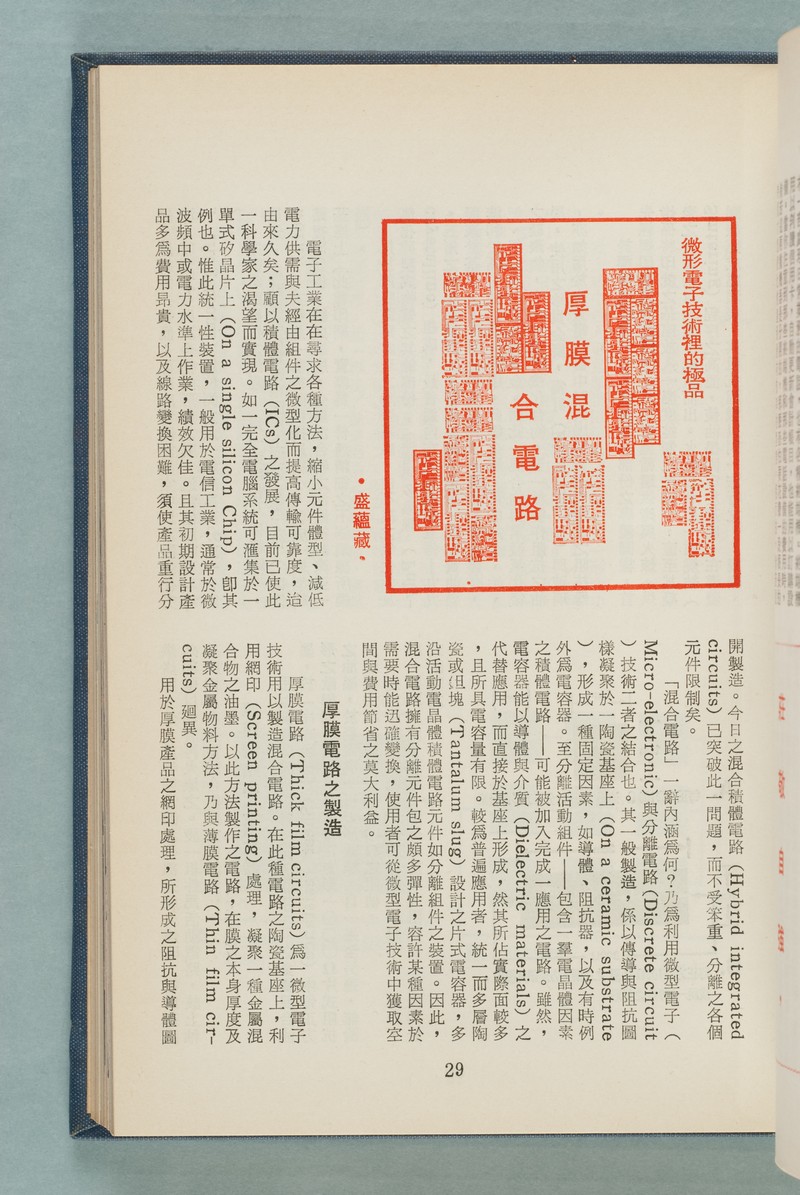 微形電子技術裡的極品
厚膜混
合電路
•盛蘊藏•
電子工業在在尋求各種方法，縮小元件體型、減低
電力供需與夫經由組件之微型化而提高傳輸可靠度，迨
由來久矣；顧以積體電路（ICs）之發展，目前已使此
一科學家之渴望而實現。如一完全電腦系統可滙集於一
單式矽晶片上（On a single silicon Chip），卽其
例也。惟此統一性裝置，一般用於電信工業，通常於微
波頻中或電力水準上作業，績效欠佳。且其初期設計產
品多爲費用昂貴，以及線路變換困難，須使產品重行分
開製造。今日之混合積體電路（Hybrid integrated
circuits）已突破此一問題，而不受笨重、分離之各個
元件限制矣。
「混合電路」一辭內涵爲何？乃爲利用微型電子（
Micro-electronic）與分離電路（Discrete circuit
）技術二者之結合也。其一般製造，係以傳導與阻抗圖
樣凝聚於一陶瓷基座上（On a ceramic substrate
），形成一種固定因素，如導體、阻抗器，以及有時例
外爲電容器。至分離活動組件——包含一羣電晶體因素
之積體電路——可能被加入完成一應用之電路。雖然，
電容器能以導體與介質（Dielectric materials）之
代替應用，而直接於基座上形成，然其所佔實際面較多
，且所具電容量有限。較爲普遍應用者，統一而多層陶
瓷或坦塊（Tantalum slug）設計之片式電容器，多
沿活動電晶體積體電路元件如分離組件之裝置。因此，
混合電路擁有分離元件包之頗多彈性，容許某種因素於
需要時能迅確變換，使用者可從微型電子技術中獲取空
間與費用節省之莫大利益。
厚膜電路之製造
厚膜電路（Thick film circuits）爲一微型電子
技術用以製造混合電路。在此種電路之陶瓷基座上，利
用網印（Screen printing）處理，凝聚一種金屬混
合物之油墨。以此方法製作之電路，在膜之本身厚度及
凝聚金屬物料方法，乃與薄膜電路（Thin film cir-
cuits）廻異。
用於厚膜產品之網印處理，所形成之阻抗與導體圖
29